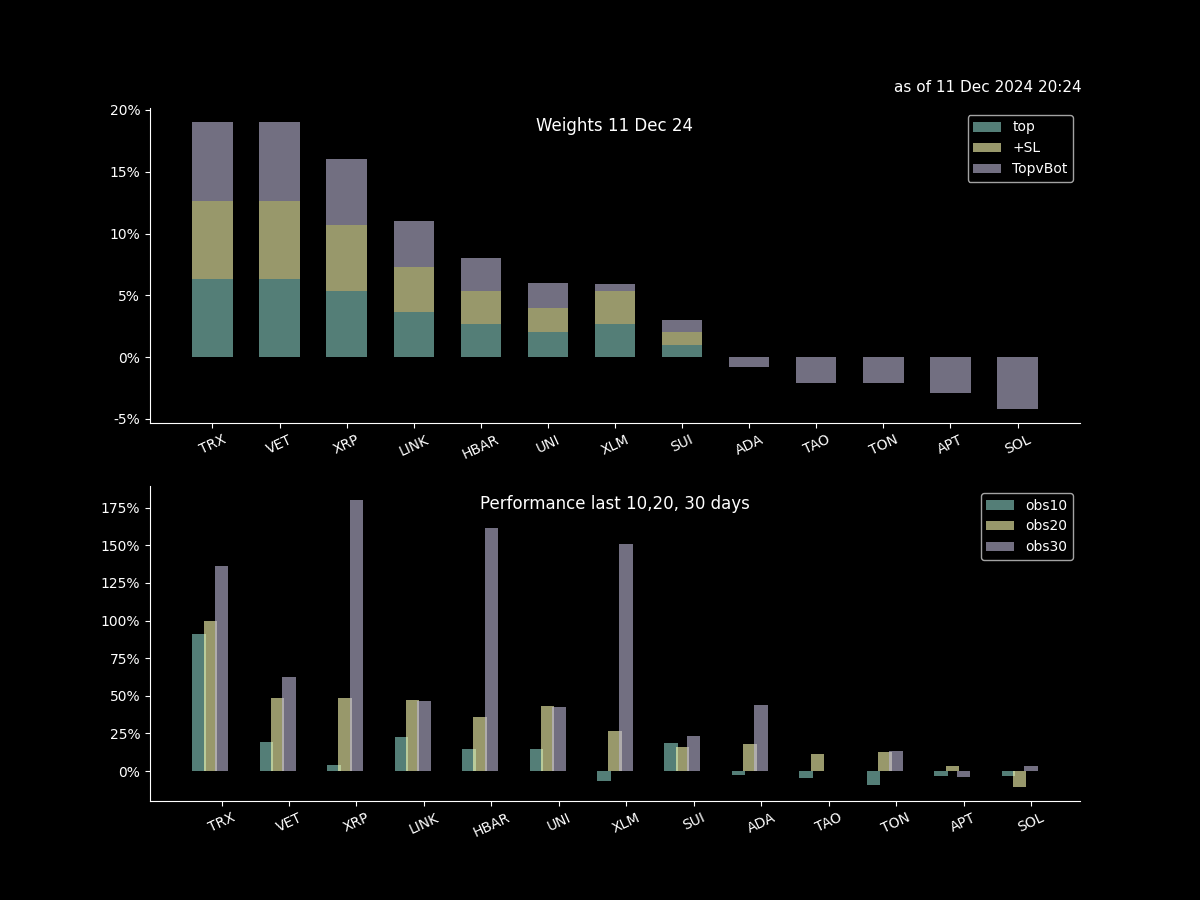 as of 11 Dec 2024 20:24
Weights 11 Dec 24
20%
15%
10%
5%
0%
-5%
top
+SL
TopvBot
TRX VET XRP LINK HBAR UNI XLM SUI ADA TAO TON APT SOL
Performance last 10,20, 30 days
175%
150%
125%
100%
75%
50%
25%
0%
obs10
obs20
obs30
TRX VET XRP LINK HBAR UNI XLM SUI ADA TAO TON APT SOL